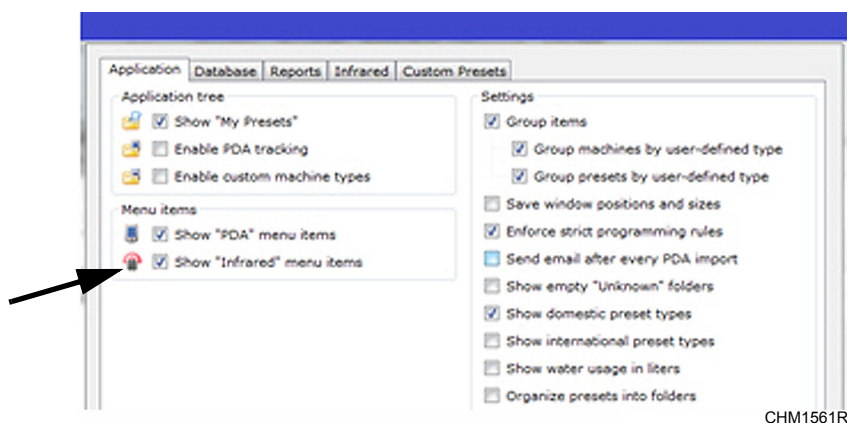 Application Database Reports Infrared Custom Presets
Application tree
Show "My Presets"
Enable PDA tracking
Enable custom machine types
Menu items
Show "PDA" menu items
Show "Infrared" menu items
Settings
Group items
Group machines by user-defined type
Group presets by user-defined type
Save window positions and sizes
Enforce strict programming rules
Send email after every PDA import
Show empty "Unknown" folders
Show domestic preset types
Show international preset types
Show water usage in liters
Organize presets into folders
CHM1561R